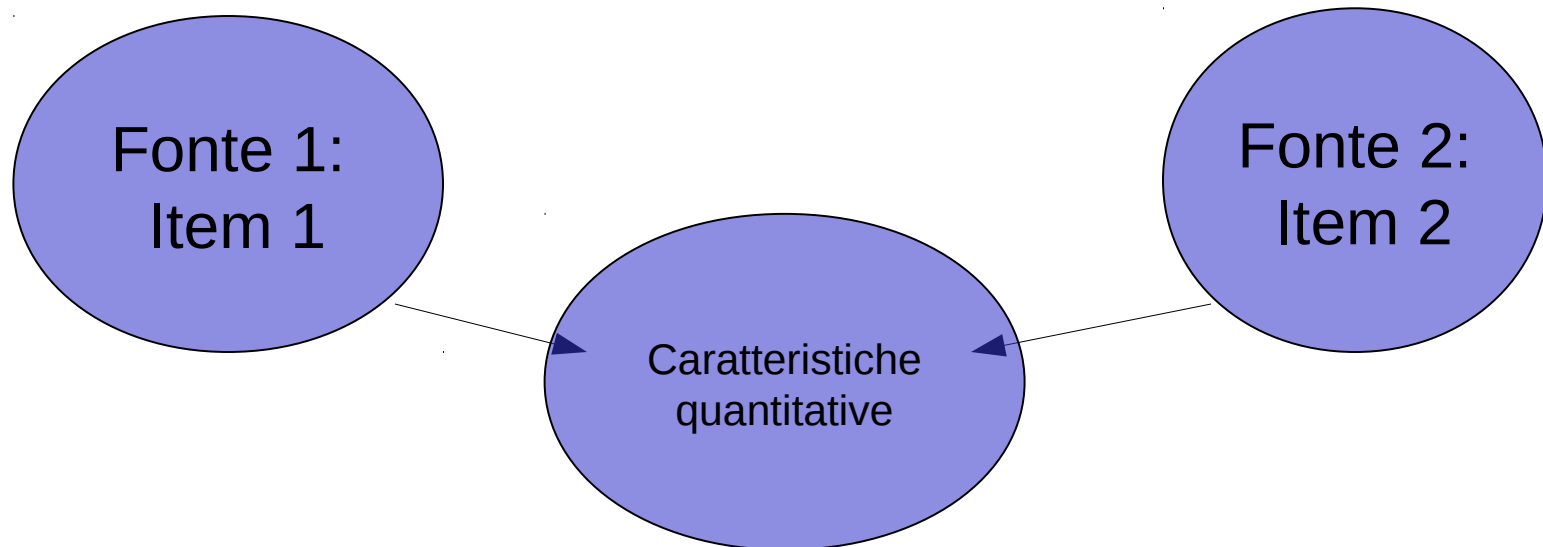 Fonte 1:
Item 1
Fonte 2:
Item 2
Caratteristiche
quantitative